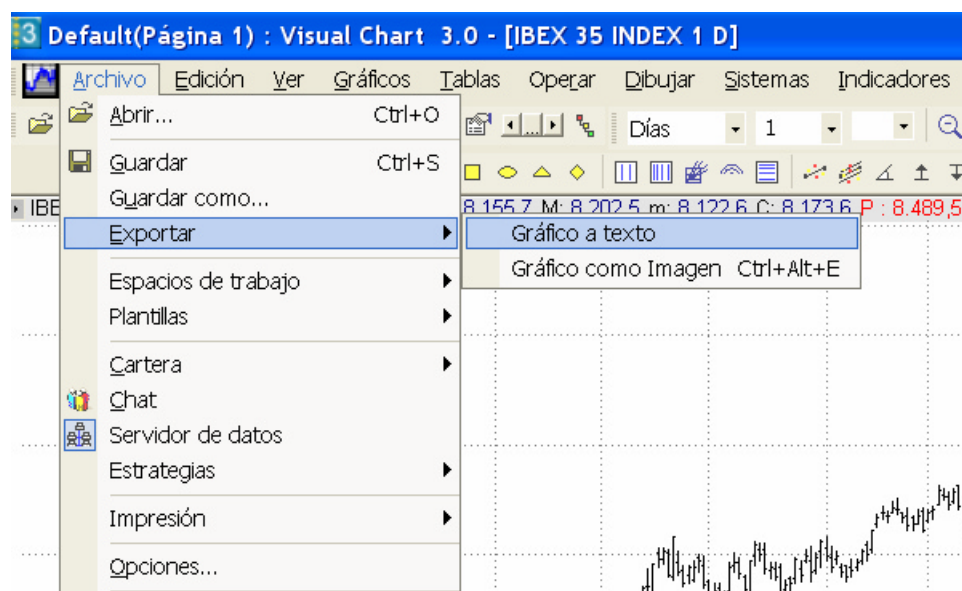 Default(Página 1) : Visual Chart 3.0 - [IBEX 35 INDEX 1 D]
Archivo Edición Ver Gráficos Tablas Operar Dibujar Sistemas Indicadores
Abrir... Ctrl+O
Días 1
Guardar Ctrl+S
Guardar como...
IBE 8.155,7 M: 8.202,5 m: 8.122,6 C: 8.173,6 P : 8.489,5
Exportar
Gráfico a texto
Gráfico como Imagen Ctrl+Alt+E
Espacios de trabajo
Plantillas
Cartera
Chat
Servidor de datos
Estrategias
Impresión
Opciones...